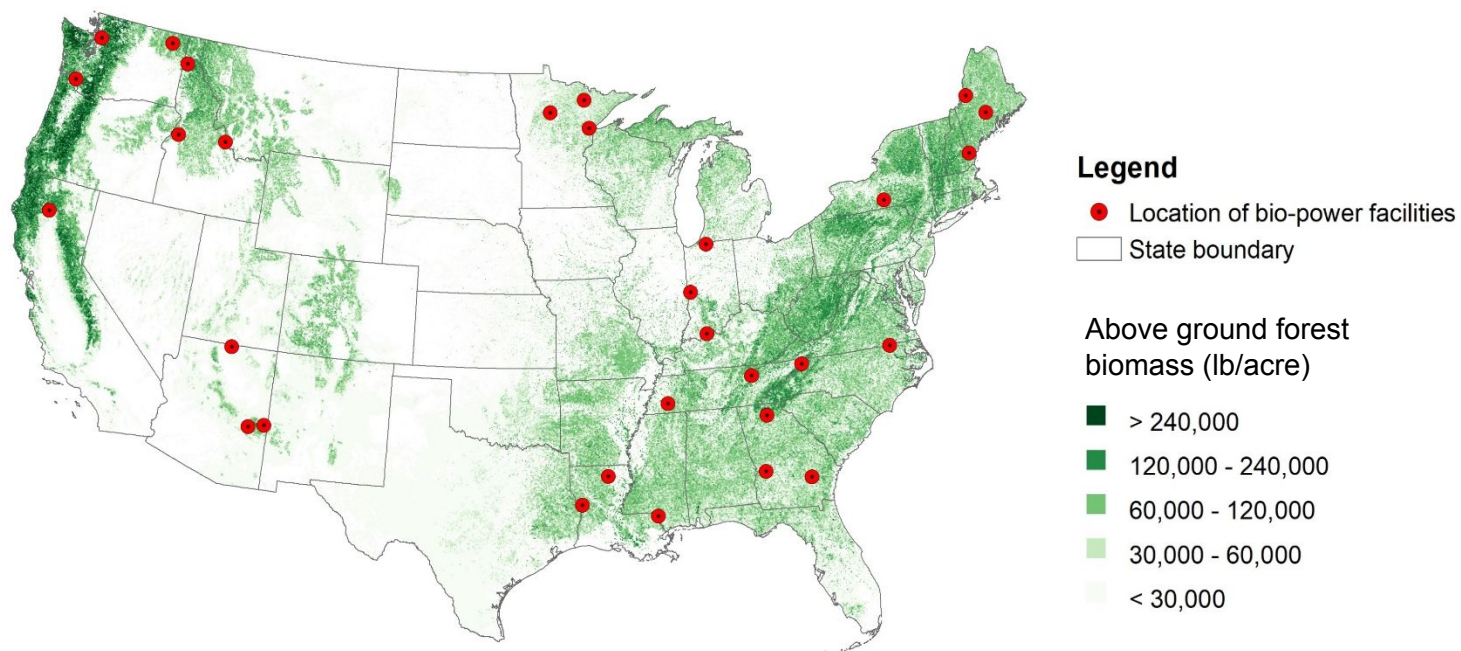 Legend
Location of bio-power facilities
State boundary
Above ground forest
biomass (lb/acre)
> 240,000
120,000 - 240,000
60,000 - 120,000
30,000 - 60,000
< 30,000